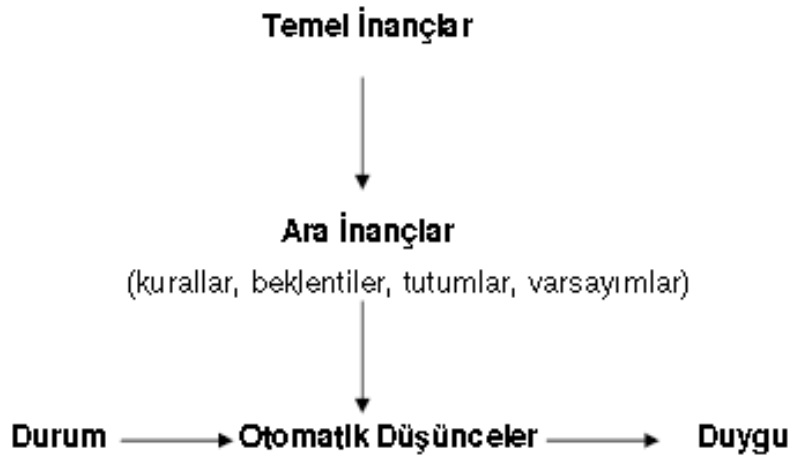 Temel İnançlar
Ara İnançlar
(kurallar, beklentiler, tutumlar, varsayımlar)
Durum Otomatik Düşünceler Duygu